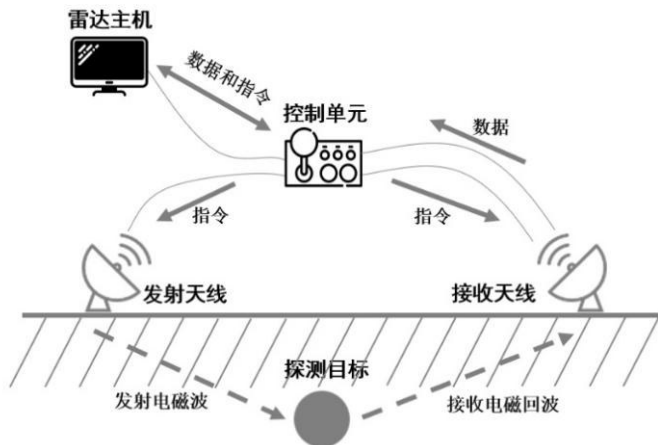 雷达主机
数据和指令
控制单元
数据
指令
指令
发射天线
接收天线
探测目标
发射电磁波
接收电磁回波